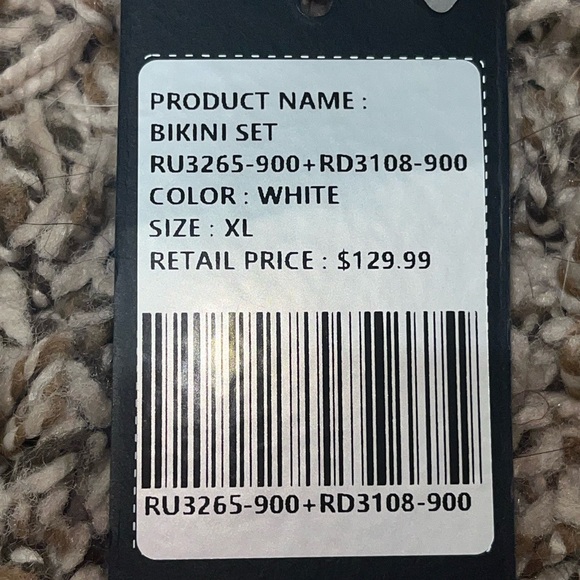 PRODUCT NAME :
BIKINI SET
RU3265-900+RD3108-900
COLOR : WHITE
SIZE : XL
RETAIL PRICE : $129.99
RU3265-900+RD3108-900